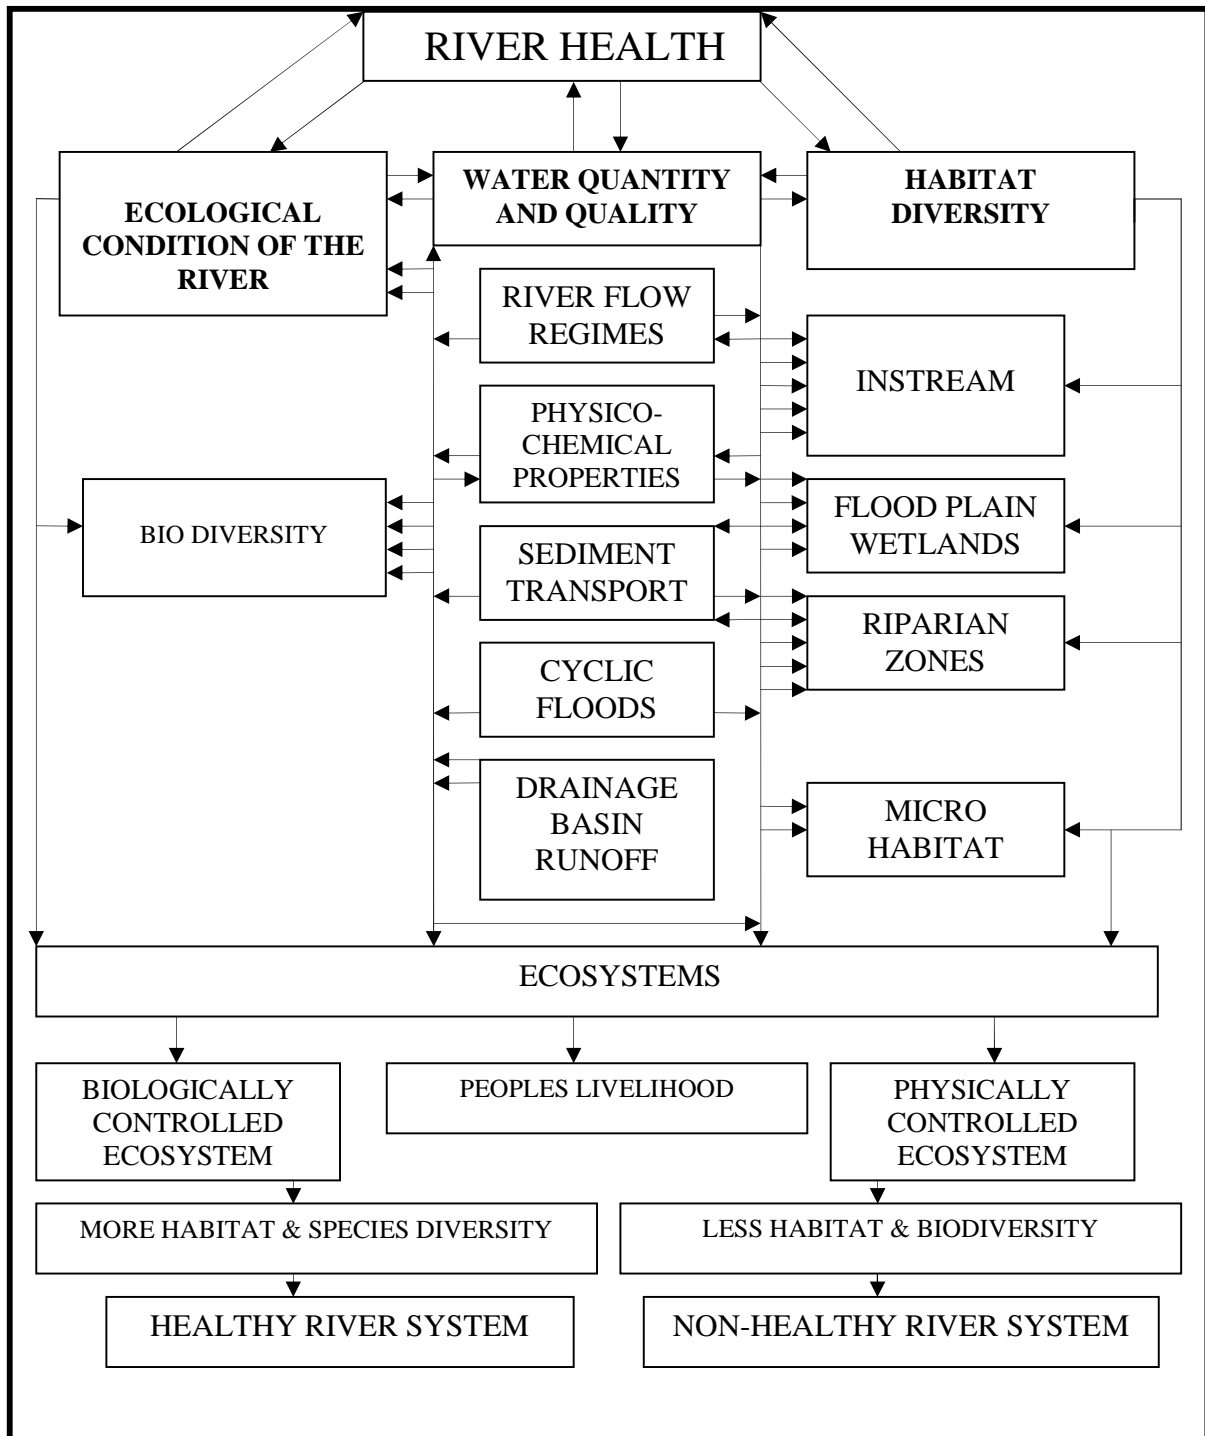 RIVER HEALTH
ECOLOGICAL
CONDITION OF THE
RIVER
WATER QUANTITY
AND QUALITY
HABITAT
DIVERSITY
RIVER FLOW
REGIMES
INSTREAM
PHYSICO-
CHEMICAL
PROPERTIES
BIO DIVERSITY
FLOOD PLAIN
WETLANDS
SEDIMENT
TRANSPORT
RIPARIAN
ZONES
CYCLIC
FLOODS
DRAINAGE
BASIN
RUNOFF
MICRO
HABITAT
ECOSYSTEMS
BIOLOGICALLY
CONTROLLED
ECOSYSTEM
PEOPLES LIVELIHOOD
PHYSICALLY
CONTROLLED
ECOSYSTEM
MORE HABITAT & SPECIES DIVERSITY
LESS HABITAT & BIODIVERSITY
HEALTHY RIVER SYSTEM
NON-HEALTHY RIVER SYSTEM